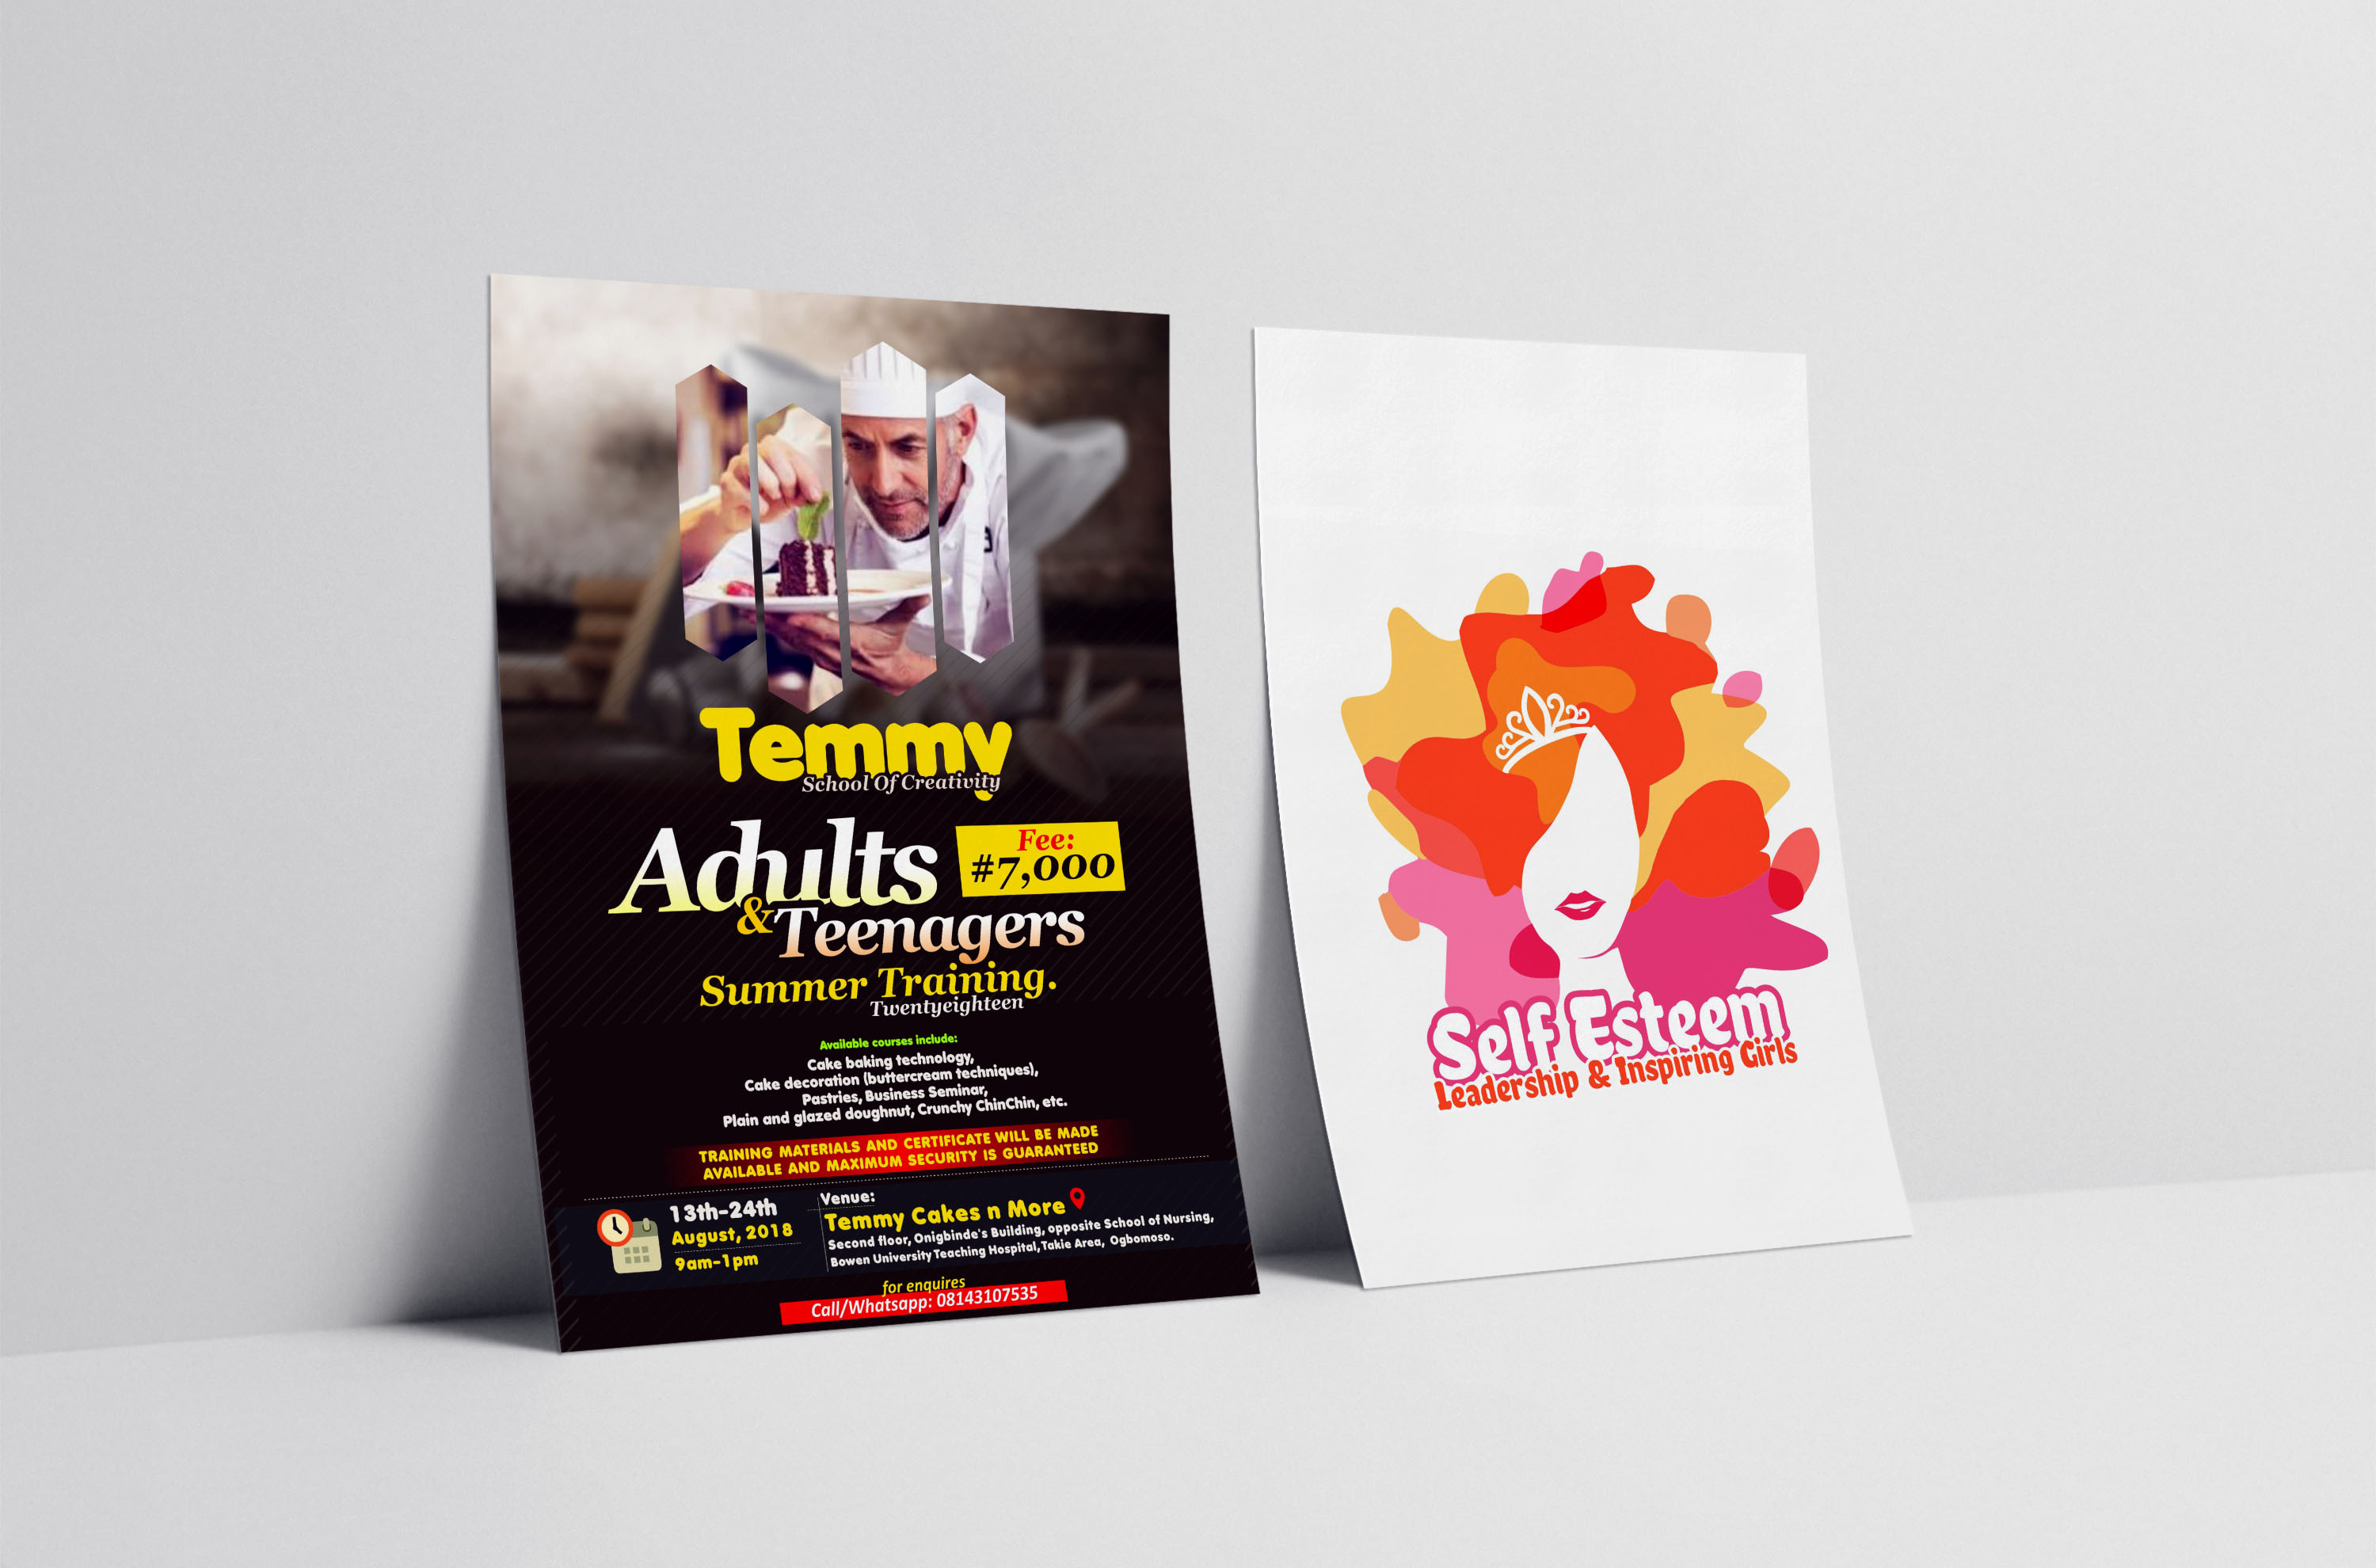 Temmy
School Of Creativity
Adults
Fee:
#7,000
&Teenagers
Summer Training.
Twentyeighteen
Available courses include:
Cake baking technology,
Cake decoration (buttercream techniques),
Pastries, Business Seminar,
Plain and glazed doughnut, Crunchy ChinChin, etc.
TRAINING MATERIALS AND CERTIFICATE WILL BE MADE
AVAILABLE AND MAXIMUM SECURITY IS GUARANTEED
13th-24th
August, 2018
9am-1pm
Venue:
Temmy Cakes n More
Second floor, Onigbinde's Building, opposite School of Nursing,
Bowen University Teaching Hospital, Takie Area, Ogbomoso.
for enquires
Call/Whatsapp: 08143107535
Self Esteem
Leadership & Inspiring Girls